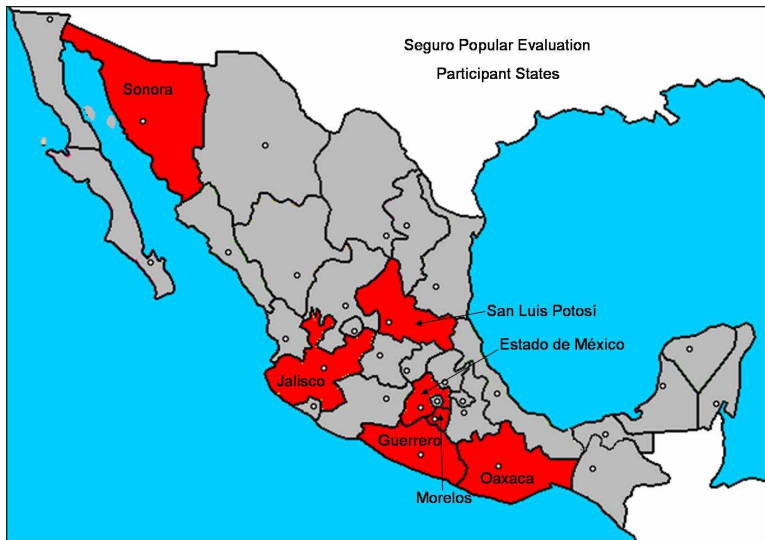 Seguro Popular Evaluation
Participant States
Sonora
San Luis Potosí
Estado de México
Jalisco
Guerrero
Oaxaca
Morelos